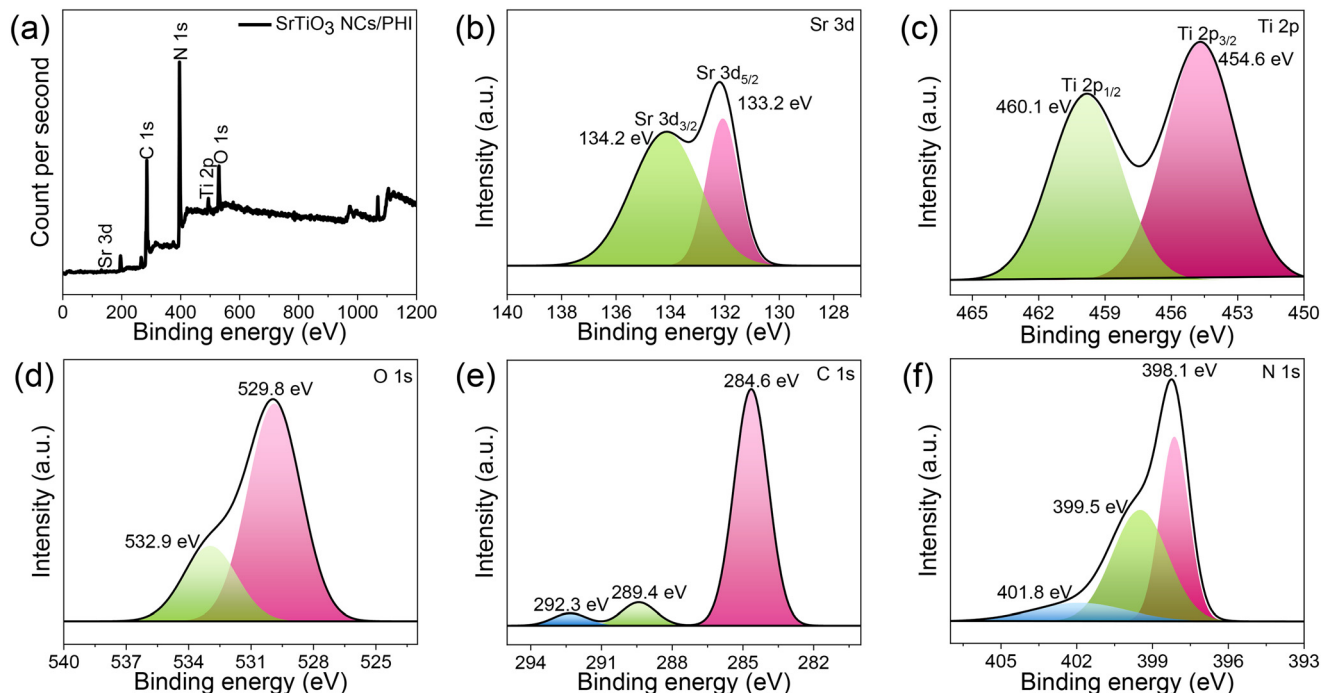 (a)
SrTiO₃ NCs/PHI
N 1s
C 1s
O 1s
Ti 2p
Sr 3d
Count per second
0 200 400 600 800 1000 1200
Binding energy (eV)
(b)
Sr 3d
Sr 3d₅/₂
133.2 eV
Sr 3d₃/₂
134.2 eV
Intensity (a.u.)
140 138 136 134 132 130 128
Binding energy (eV)
(c)
Ti 2p
Ti 2p₃/₂
454.6 eV
Ti 2p₁/₂
460.1 eV
Intensity (a.u.)
465 462 459 456 453 450
Binding energy (eV)
(d)
O 1s
529.8 eV
532.9 eV
Intensity (a.u.)
540 537 534 531 528 525
Binding energy (eV)
(e)
C 1s
284.6 eV
289.4 eV
292.3 eV
Intensity (a.u.)
294 291 288 285 282
Binding energy (eV)
(f)
N 1s
398.1 eV
399.5 eV
401.8 eV
Intensity (a.u.)
405 402 399 396 393
Binding energy (eV)